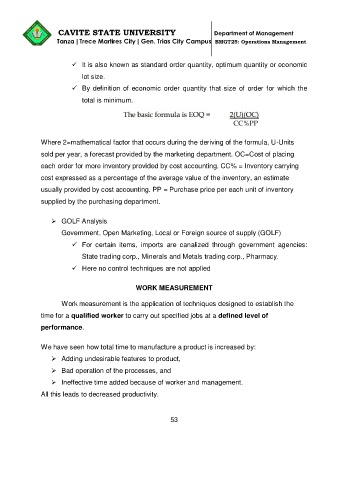 CAVITE STATE UNIVERSITY
Department of Management
Tanza | Trece Martires City | Gen. Trias City Campus
BMGT25: Operations Management
✓ It is also known as standard order quantity, optimum quantity or economic
lot size.
✓ By definition of economic order quantity that size of order for which the
total is minimum.
The basic formula is EOQ = 2(U)(OC)
CC%PP
Where 2=mathematical factor that occurs during the deriving of the formula, U-Units
sold per year, a forecast provided by the marketing department. OC=Cost of placing
each order for more inventory provided by cost accounting. CC% = Inventory carrying
cost expressed as a percentage of the average value of the inventory, an estimate
usually provided by cost accounting. PP = Purchase price per each unit of inventory
supplied by the purchasing department.
➢ GOLF Analysis
Government, Open Marketing, Local or Foreign source of supply (GOLF)
✓ For certain items, imports are canalized through government agencies:
State trading corp., Minerals and Metals trading corp., Pharmacy.
✓ Here no control techniques are not applied
WORK MEASUREMENT
Work measurement is the application of techniques designed to establish the
time for a qualified worker to carry out specified jobs at a defined level of
performance.
We have seen how total time to manufacture a product is increased by:
➢ Adding undesirable features to product,
➢ Bad operation of the processes, and
➢ Ineffective time added because of worker and management.
All this leads to decreased productivity.
53